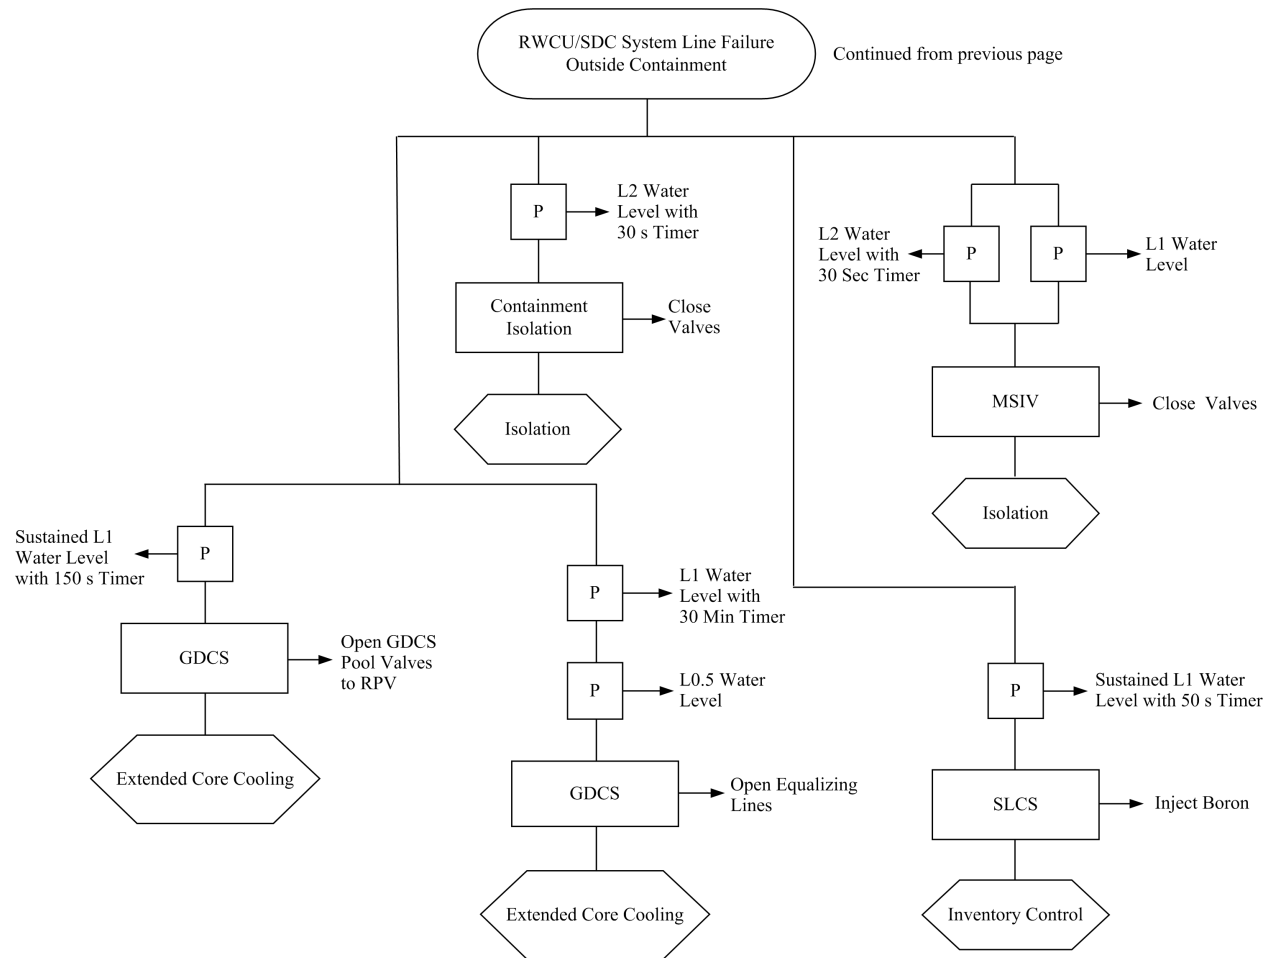 RWCU/SDC System Line Failure
Outside Containment
Continued from previous page
P
L2 Water
Level with
30 s Timer
Containment
Isolation
Close
Valves
Isolation
L2 Water
Level with
30 Sec Timer
P
P
L1 Water
Level
MSIV
Close Valves
Isolation
Sustained L1
Water Level
with 150 s Timer
P
GDCS
Open GDCS
Pool Valves
to RPV
Extended Core Cooling
P
L1 Water
Level with
30 Min Timer
P
L0.5 Water
Level
GDCS
Open Equalizing
Lines
Extended Core Cooling
P
Sustained L1 Water
Level with 50 s Timer
SLCS
Inject Boron
Inventory Control